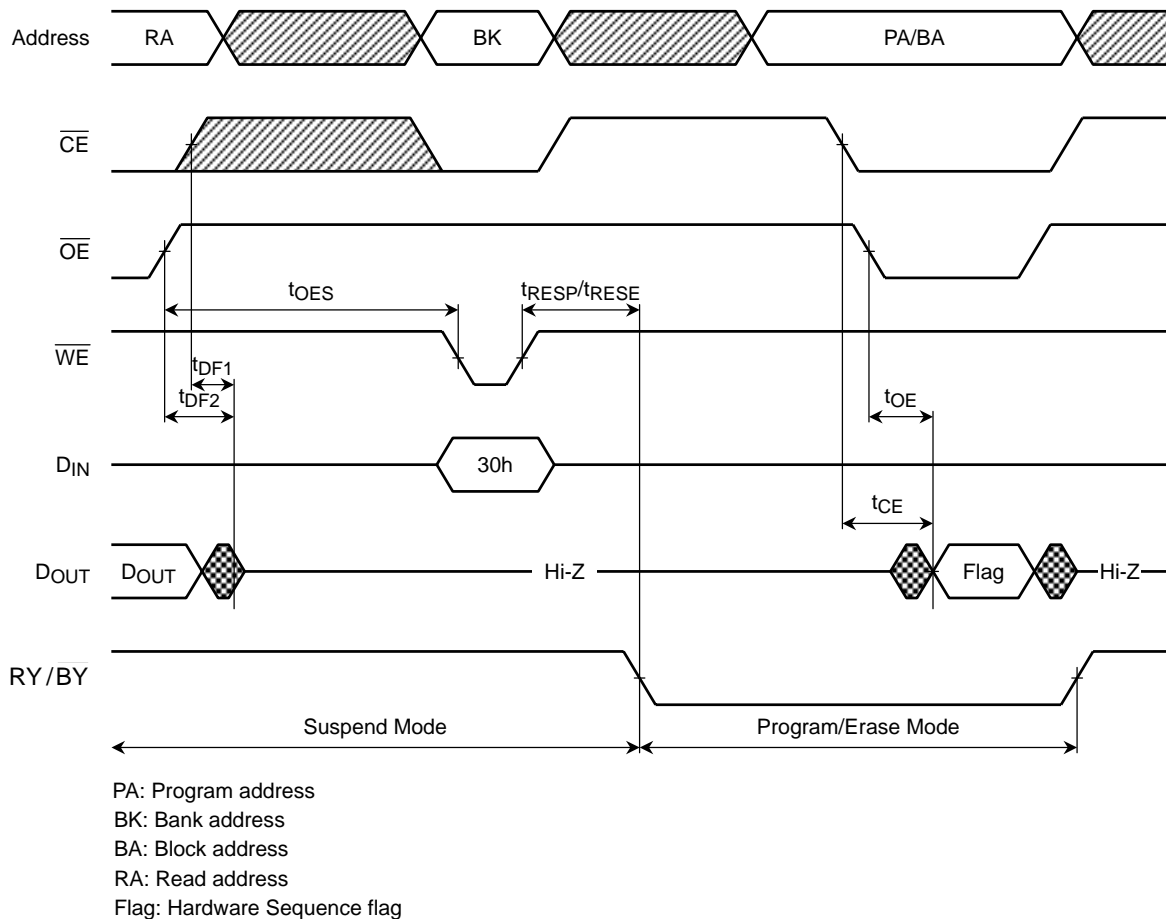 Address RA BK PA/BA
CE
OE
tOES tRESP/tRESE
WE
tDF1
tDF2 tOE
DIN 30h
tCE
DOUT DOUT Hi-Z Flag Hi-Z
RY/BY
Suspend Mode Program/Erase Mode
PA: Program address
BK: Bank address
BA: Block address
RA: Read address
Flag: Hardware Sequence flag